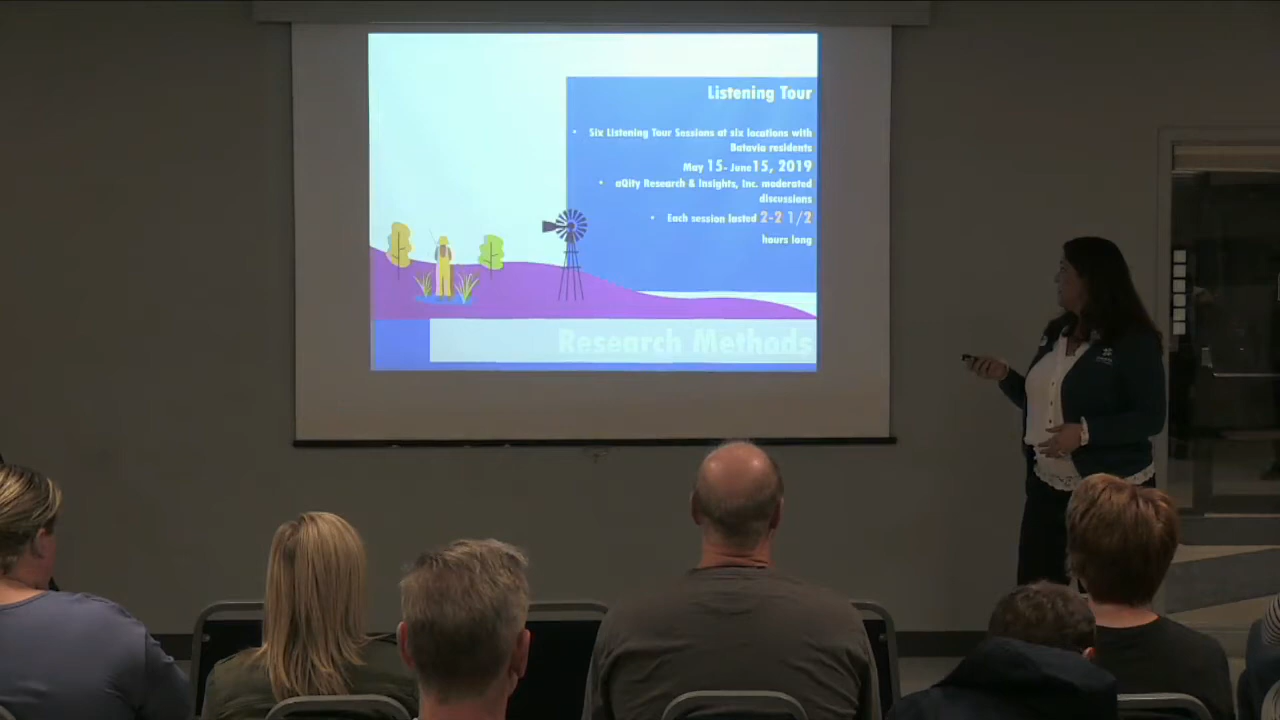 Listening Tour
• Six Listening Tour Sessions at six locations with
Batavia residents
May 15- June 15, 2019
• aQity Research & Insights, Inc. moderated
discussions
• Each session lasted 2-2 1/2
hours long
Research Methods